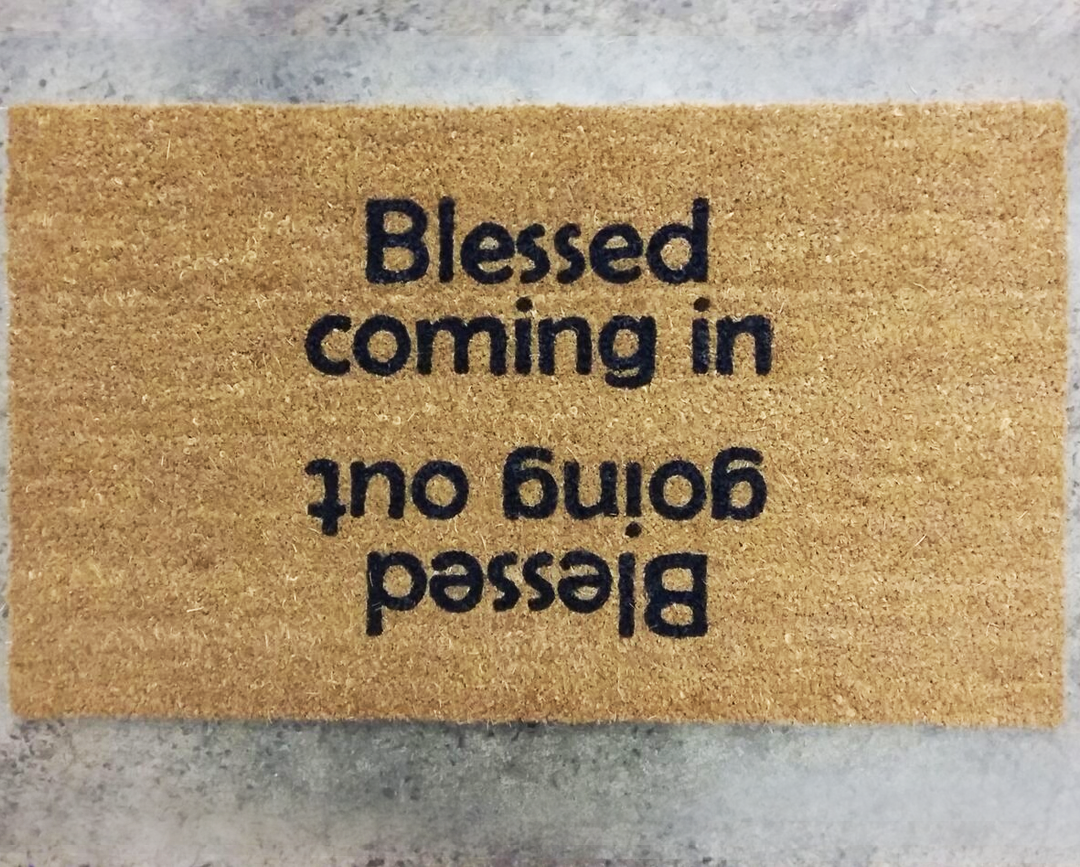 Blessed
coming in
Blessed
going out